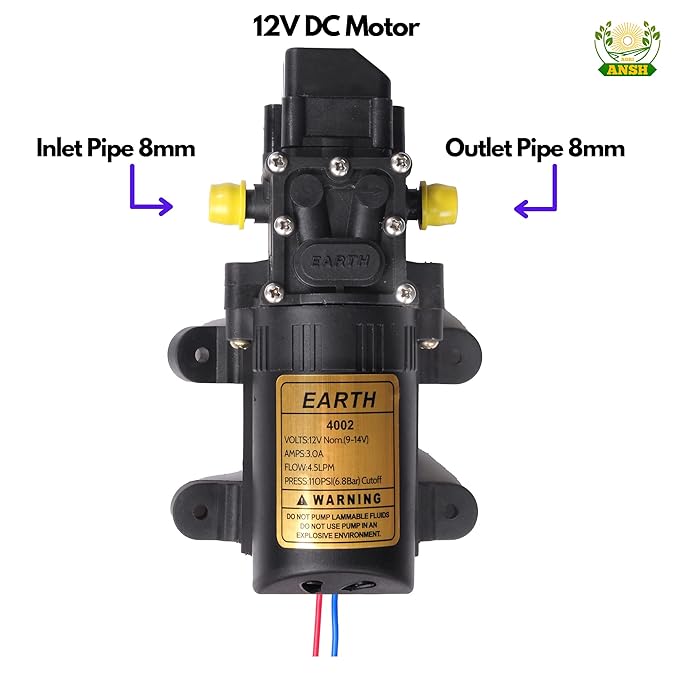 12V DC Motor
AGRI
ANSH
Inlet Pipe 8mm
Outlet Pipe 8mm
EARTH
EARTH
4002
VOLTS:12V Nom.(9-14V)
AMPS:3.0A
FLOW:4.5LPM
PRESS:110PSI(6.8Bar) Cutoff
WARNING
DO NOT PUMP LAMMABLE FLUIDS
DO NOT USE PUMP IN AN
EXPLOSIVE ENVIRONMENT.